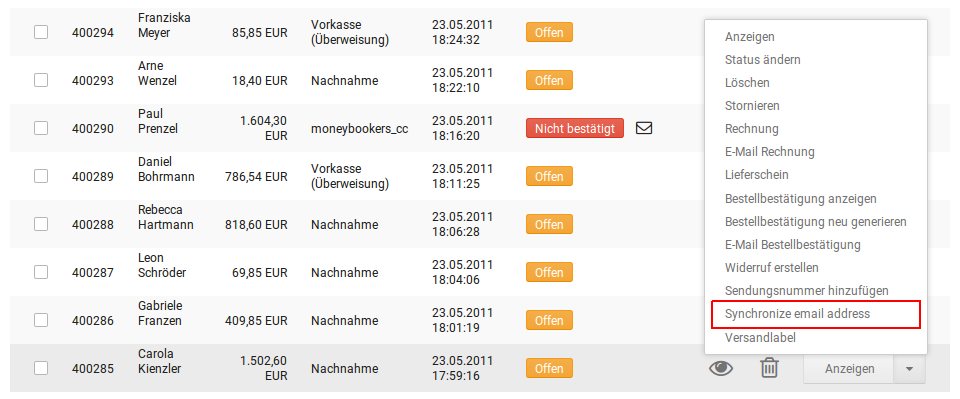 400294 Franziska Meyer 85,85 EUR Vorkasse (Überweisung) 23.05.2011 18:24:32 Offen
400293 Arne Wenzel 18,40 EUR Nachnahme 23.05.2011 18:22:10 Offen
400290 Paul Prenzel 1.604,30 EUR moneybookers_cc 23.05.2011 18:16:20 Nicht bestätigt
400289 Daniel Bohrmann 786,54 EUR Vorkasse (Überweisung) 23.05.2011 18:11:25 Offen
400288 Rebecca Hartmann 818,60 EUR Nachnahme 23.05.2011 18:06:28 Offen
400287 Leon Schröder 69,85 EUR Nachnahme 23.05.2011 18:04:06 Offen
400286 Gabriele Franzen 409,85 EUR Nachnahme 23.05.2011 18:01:19 Offen
400285 Carola Kienzler 1.502,60 EUR Nachnahme 23.05.2011 17:59:16 Offen Anzeigen
Anzeigen
Status ändern
Löschen
Stornieren
Rechnung
E-Mail Rechnung
Lieferschein
Bestellbestätigung anzeigen
Bestellbestätigung neu generieren
E-Mail Bestellbestätigung
Widerruf erstellen
Sendungsnummer hinzufügen
Synchronize email address
Versandlabel